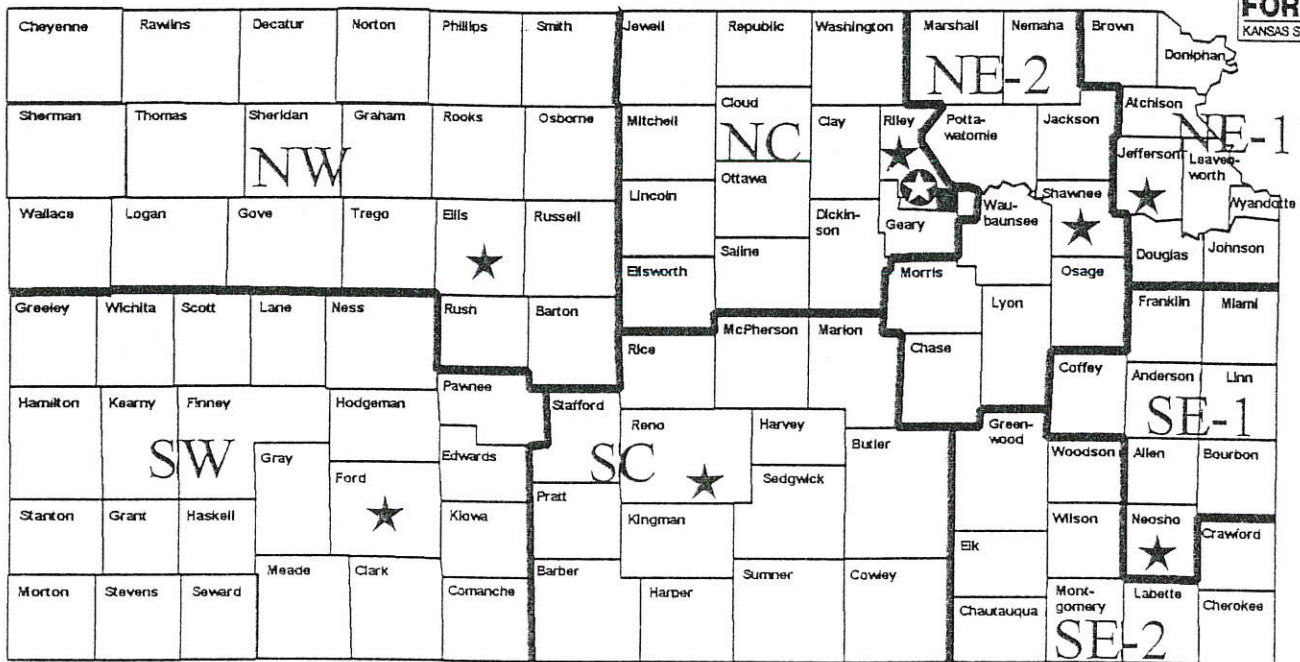 FOR
KANSAS S
Cheyenne Rawlins Decatur Norton Phillips Smith Jewell Republic Washington Marshall Nemaha Brown
Doniphan
NE-2
Atchison
Sherman Thomas Sheridan Graham Rooks Osborne Mitchell Cloud Clay Riley Potta-
watomie Jackson
NW NC NE-1
Jefferson Leaven-
worth
Ottawa
Lincoln
Shawnee
Wyandotte
Wallace Logan Gove Trego Ellis Russell
Dickin-
son
Geary
Wau-
baunsee
Saline
Douglas Johnson
Ellsworth
Morris
Osage
Lyon
Greeley Wichita Scott Lane Ness Rush Barton
Franklin Miami
McPherson Marion
Rice
Chase
Coffey
Anderson Linn
Pawnee
Hamilton Kearny Finney Hodgeman
Stafford
Reno Harvey
Green-
wood
SE-1
Butler
SW SC
Gray
Edwards
Woodson Allen Bourbon
Ford
Sedgwick
Pratt
Stanton Grant Haskell
Kiowa
Kingman
Wilson Neosho
Crawford
Elk
Meade Clark
Barber
Sumner Cowley
Morton Stevens Seward
Comanche
Harper
Mont-
gomery
Labette
Chautauqua
Cherokee
SE-2